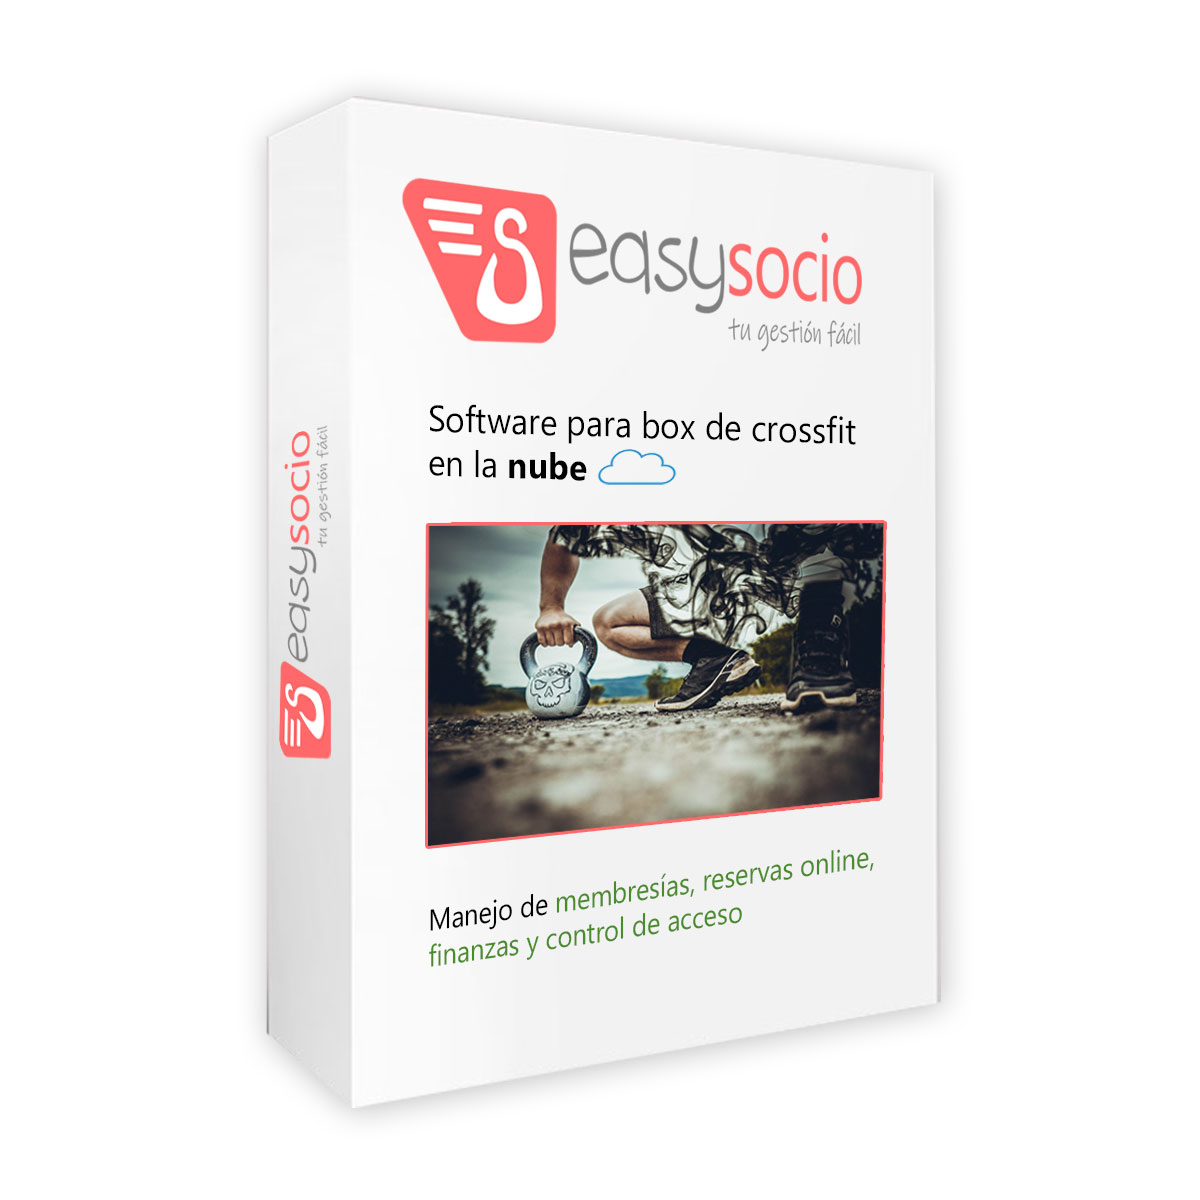 easysocio
tu gestión fácil
Software para box de crossfit
en la nube
Manejo de membresías, reservas online,
finanzas y control de acceso
easysocio
tu gestión fácil